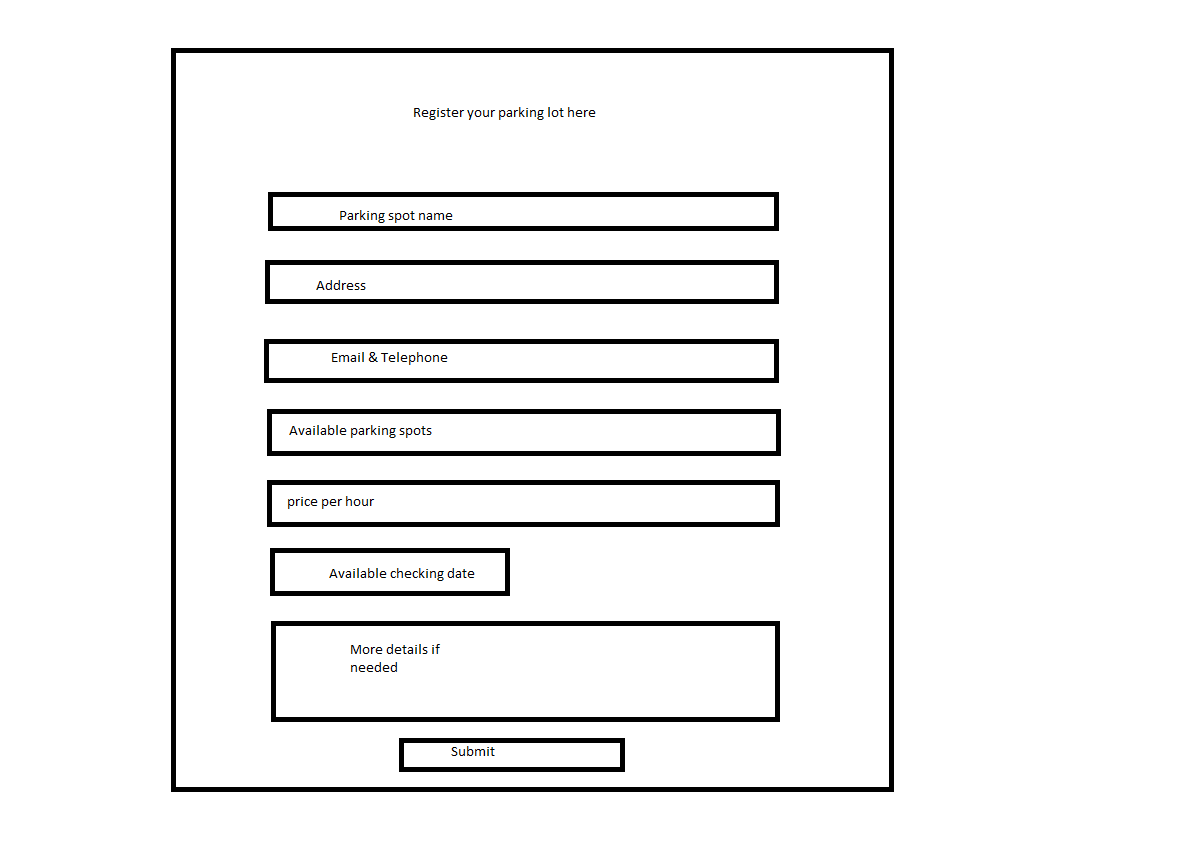 Register your parking lot here
Parking spot name
Address
Email & Telephone
Available parking spots
price per hour
Available checking date
More details if
needed
Submit